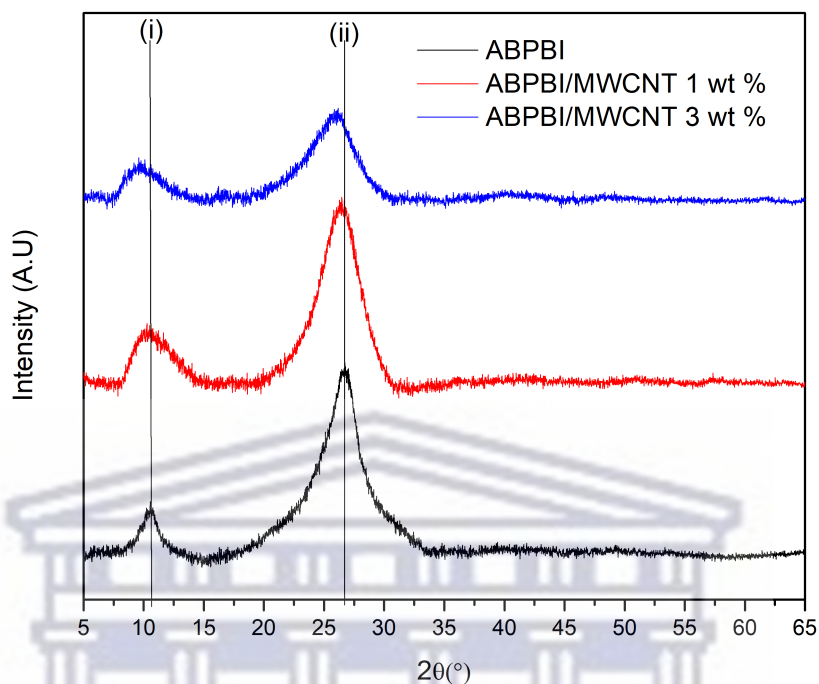 (i) (ii)
ABPBI
ABPBI/MWCNT 1 wt %
ABPBI/MWCNT 3 wt %
Intensity (A.U)
5 10 15 20 25 30 35 40 45 50 55 60 65
2θ(°)